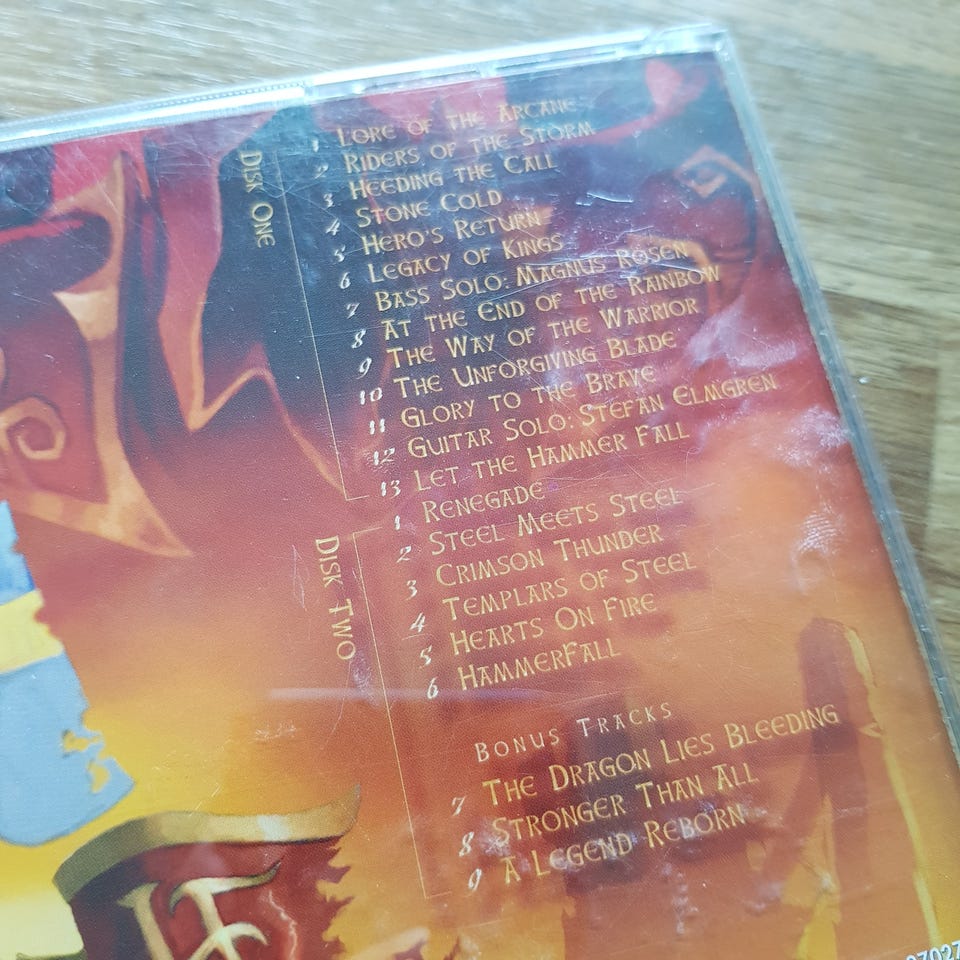 Disk One
1 Lore of the Arcane
2 Riders of the Storm
3 Heeding the Call
4 Stone Cold
5 Hero's Return
6 Legacy of Kings
7 Bass Solo: Magnus Rosen
8 At the End of the Rainbow
9 The Way of the Warrior
10 The Unforgiving Blade
11 Glory to the Brave
12 Guitar Solo: Stefan Elmgren
13 Let the Hammer Fall
Disk Two
1 Renegade
2 Steel Meets Steel
3 Crimson Thunder
4 Templars of Steel
5 Hearts On Fire
6 HammerFall
Bonus Tracks
7 The Dragon Lies Bleeding
8 Stronger Than All
9 A Legend Reborn